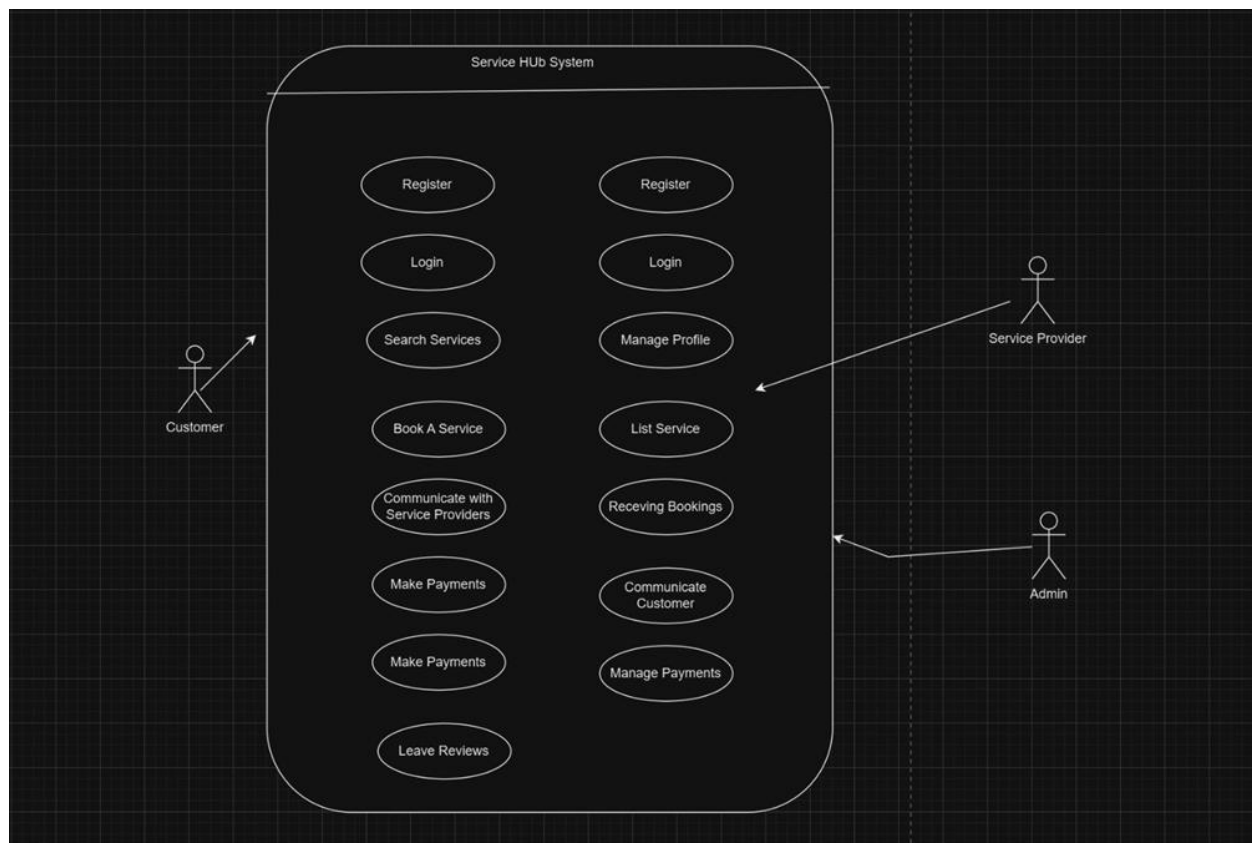 Service HUb System
Register
Register
Login
Login
Search Services
Manage Profile
Service Provider
Customer
Book A Service
List Service
Communicate with
Service Providers
Receving Bookings
Make Payments
Communicate
Customer
Admin
Make Payments
Manage Payments
Leave Reviews